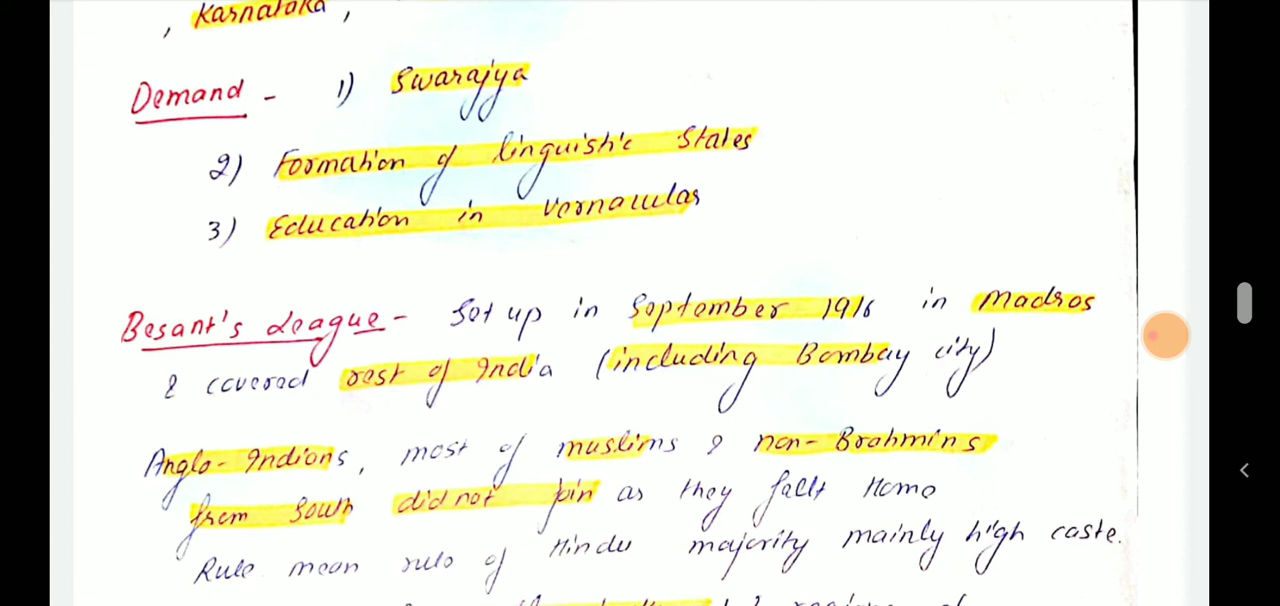 , Karnataka ,
Demand - 1) Swarajya
2) Formation of linguistic States
3) Education in Vernacular
Besant's League - Set up in September 1916 in Madras
& covered rest of India (including Bombay city)
Anglo-Indians, most of muslims & non-Brahmins
from South did not join as they fellt Home
Rule mean rule of Hindu majority mainly high caste.